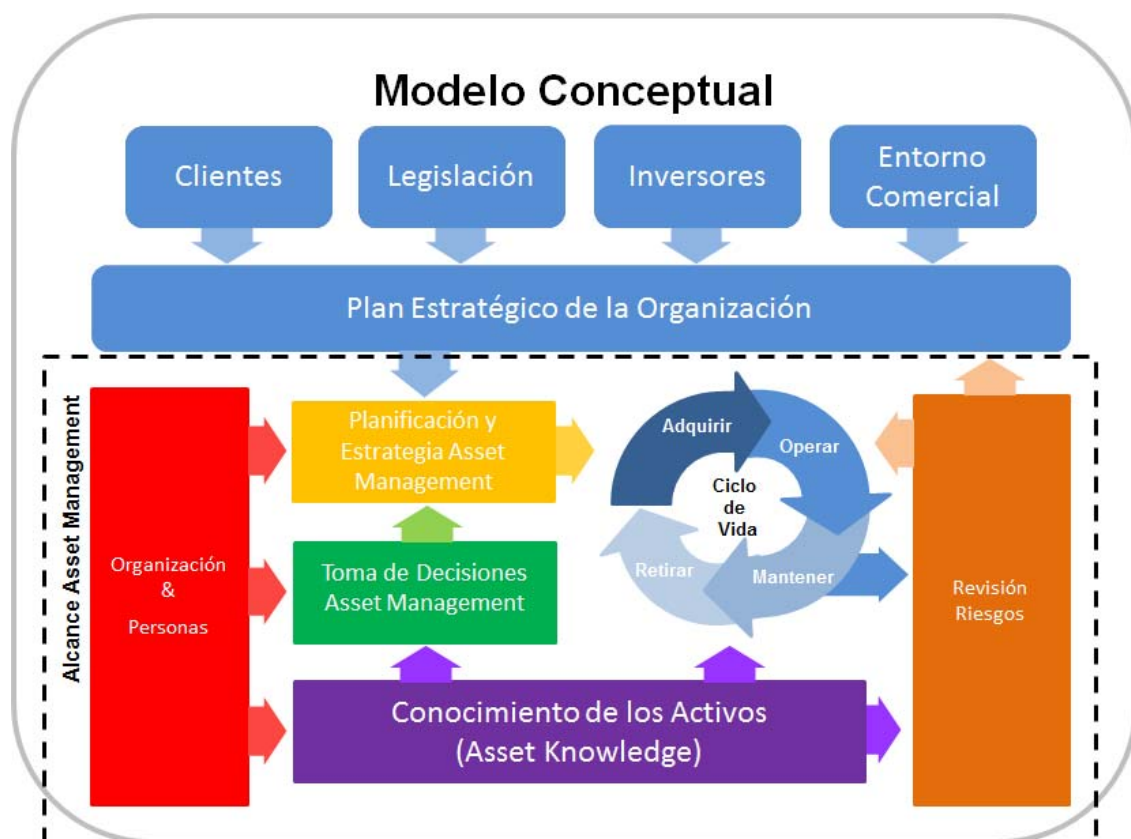 Modelo Conceptual
Clientes
Legislación
Inversores
Entorno
Comercial
Plan Estratégico de la Organización
Alcance Asset Management
Organización
&
Personas
Planificación y
Estrategia Asset
Management
Toma de Decisiones
Asset Management
Adquirir
Operar
Ciclo
de
Vida
Retirar
Mantener
Revisión
Riesgos
Conocimiento de los Activos
(Asset Knowledge)